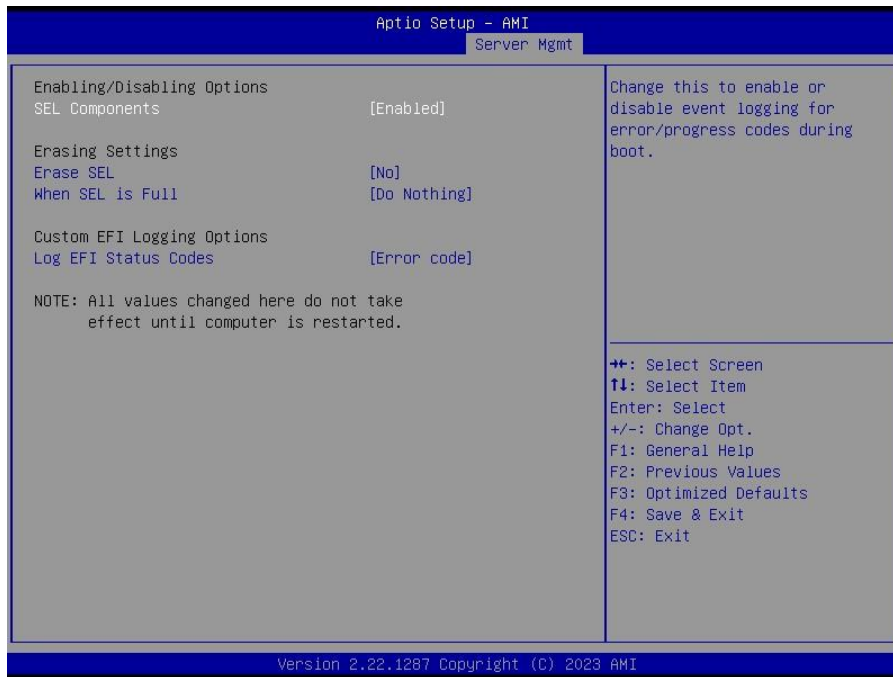 Aptio Setup – AMI
Server Mgmt
Enabling/Disabling Options
SEL Components [Enabled]
Erasing Settings
Erase SEL [No]
When SEL is Full [Do Nothing]
Custom EFI Logging Options
Log EFI Status Codes [Error code]
NOTE: All values changed here do not take
effect until computer is restarted.
Change this to enable or
disable event logging for
error/progress codes during
boot.
→←: Select Screen
↑↓: Select Item
Enter: Select
+/-: Change Opt.
F1: General Help
F2: Previous Values
F3: Optimized Defaults
F4: Save & Exit
ESC: Exit
Version 2.22.1287 Copyright (C) 2023 AMI